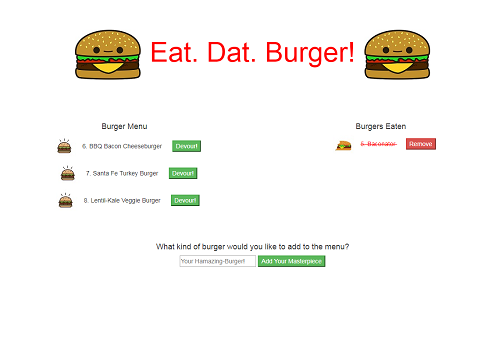 Eat. Dat. Burger!
Burger Menu
6. BBQ Bacon Cheeseburger Devour!
7. Santa Fe Turkey Burger Devour!
8. Lentil-Kale Veggie Burger Devour!
Burgers Eaten
5. Baconator Remove
What kind of burger would you like to add to the menu?
Your Hamazing-Burger! Add Your Masterpiece